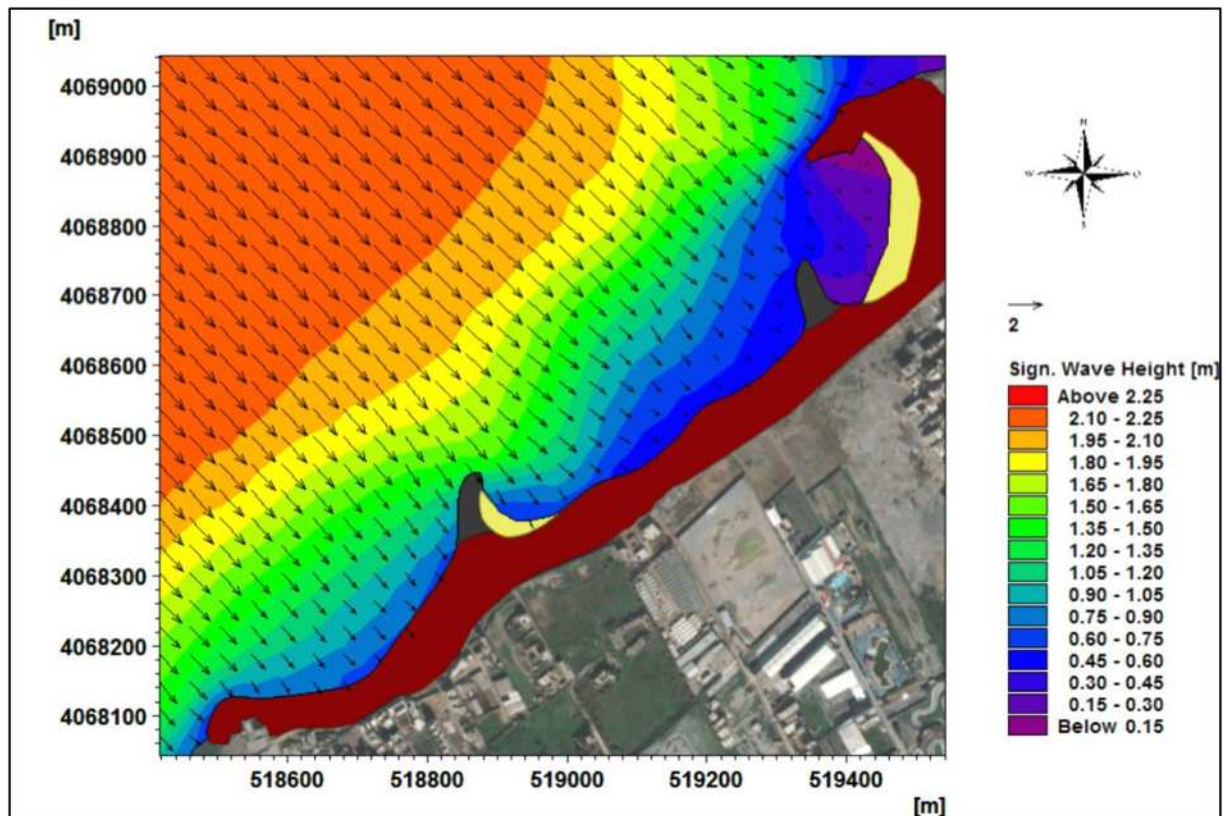 [m]
4069000
4068900
4068800
4068700
4068600
4068500
4068400
4068300
4068200
4068100
518600 518800 519000 519200 519400
[m]
N
W O
S
2
Sign. Wave Height [m]
Above 2.25
2.10 - 2.25
1.95 - 2.10
1.80 - 1.95
1.65 - 1.80
1.50 - 1.65
1.35 - 1.50
1.20 - 1.35
1.05 - 1.20
0.90 - 1.05
0.75 - 0.90
0.60 - 0.75
0.45 - 0.60
0.30 - 0.45
0.15 - 0.30
Below 0.15